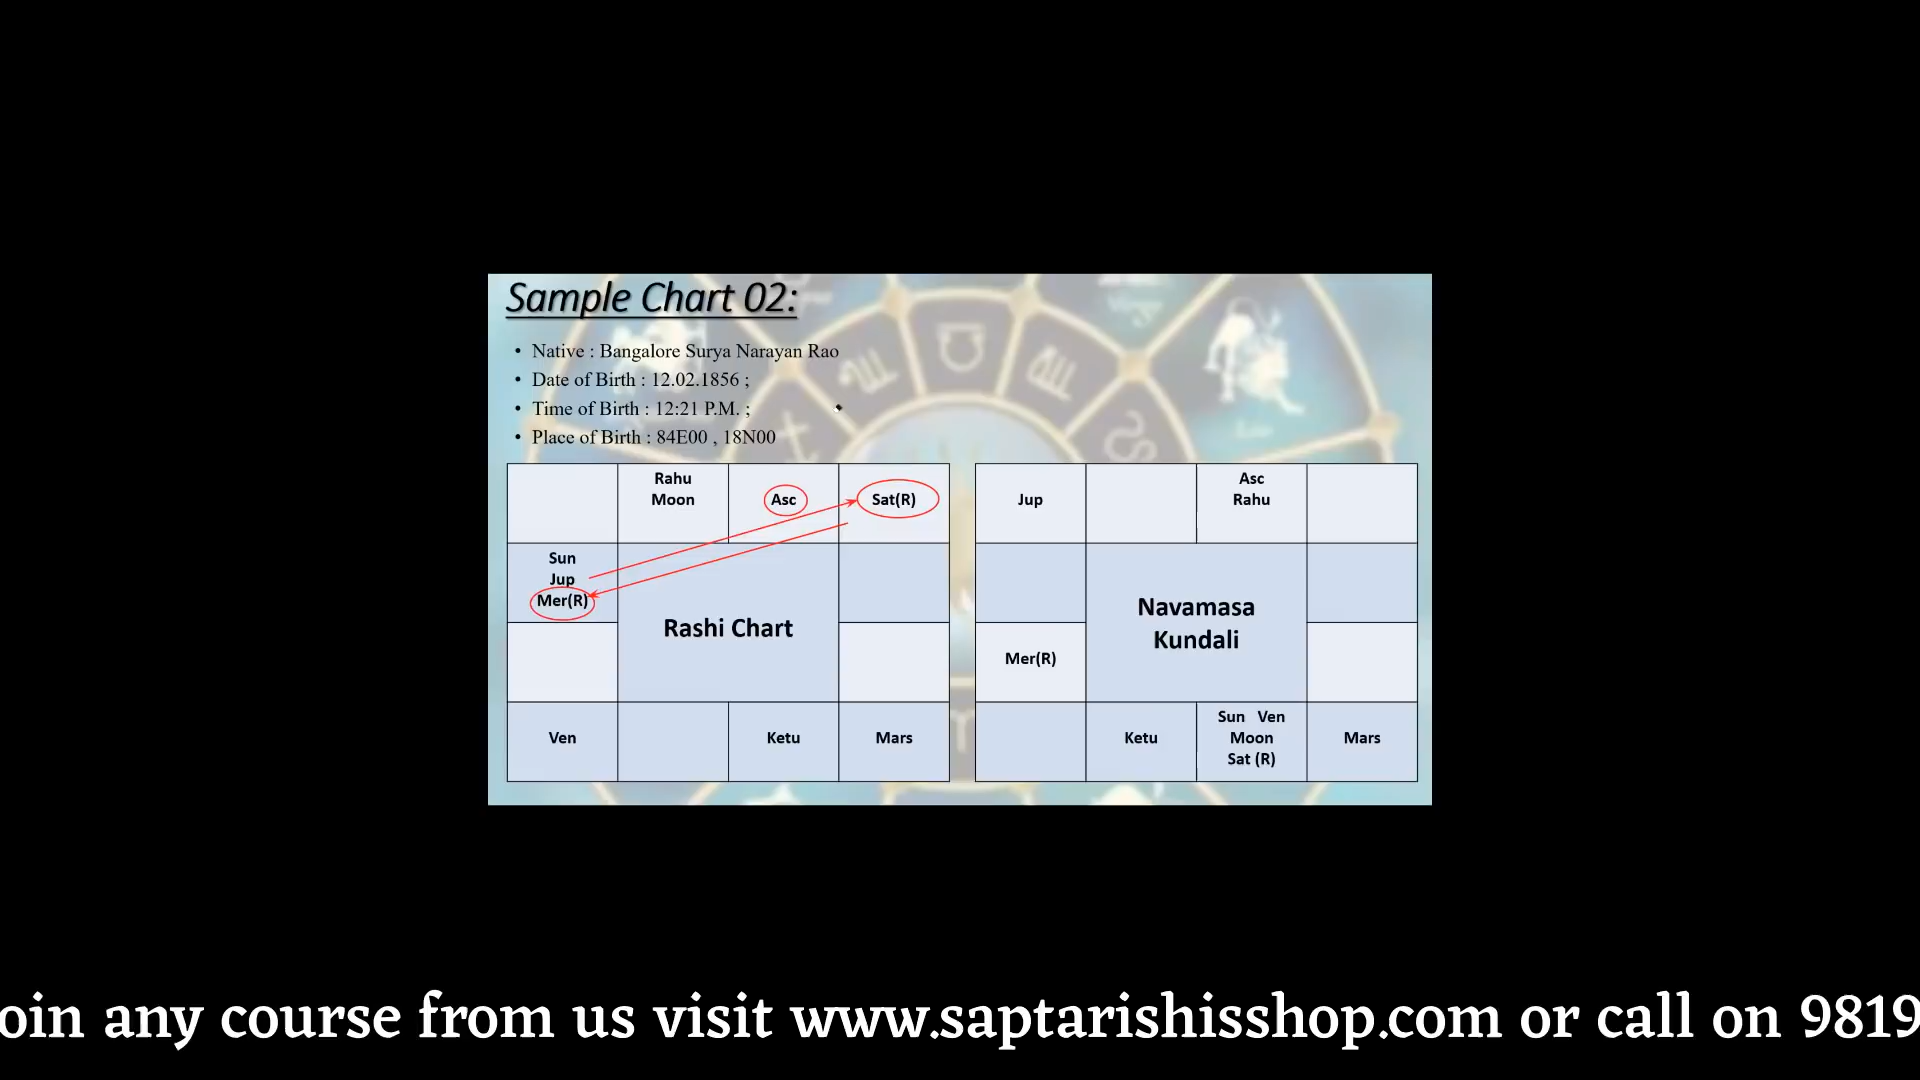 Sample Chart 02:
• Native : Bangalore Surya Narayan Rao
• Date of Birth : 12.02.1856 ;
• Time of Birth : 12:21 P.M. ;
• Place of Birth : 84E00 , 18N00
Rahu
Moon
Asc
Sat(R)
Sun
Jup
Mer(R)
Rashi Chart
Ven
Ketu
Mars
Jup
Asc
Rahu
Navamasa
Kundali
Mer(R)
Ketu
Sun Ven
Moon
Sat (R)
Mars
oin any course from us visit www.saptarishisshop.com or call on 9819